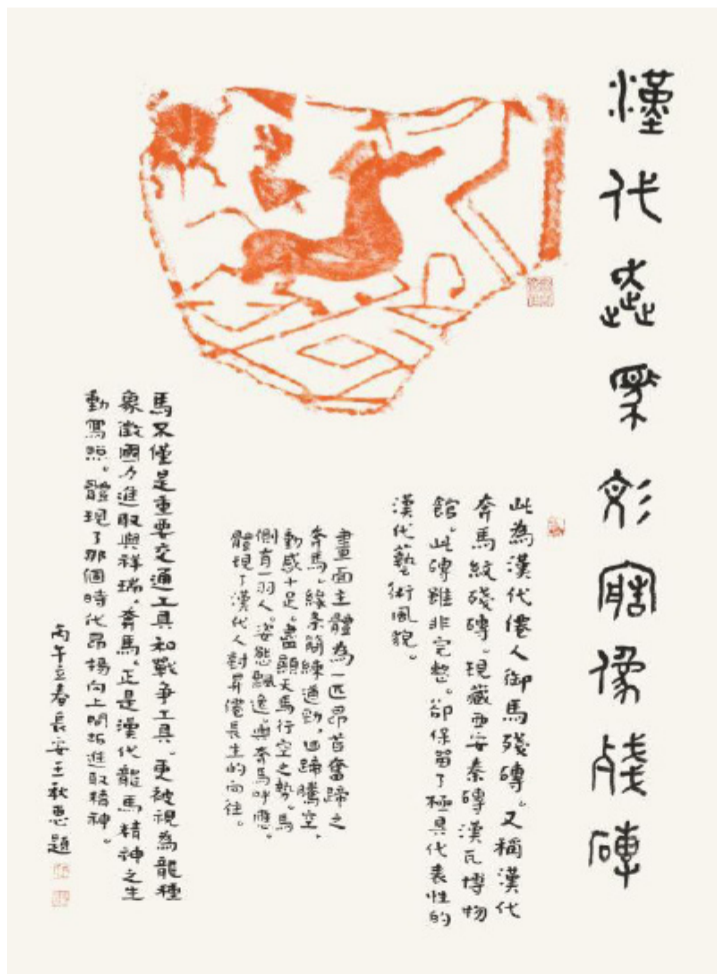 漢代像殘磚
此為漢代僊人御馬殘磚。又稱漢代
奔馬紋殘磚。現藏西安秦磚漢瓦博物
館。此磚雖非完整。卻保留了極具代表性的
漢代藝術風貌。
畫面主體為一匹昂首奮蹄之
奔馬。線条簡練遒勁。四蹄騰空、
動感十足。盡顯天馬行空之勢。馬
側有一羽人。姿態飄逸。與奔馬呼應。
體現了漢代人對昇僊長生的向往。
馬不僅是重要交通工具和戰爭工具。更被視為龍種
象徵國力進取與祥瑞。奔馬。正是漢代龍馬精神之生
動寫照。體現了那個時代昂揚向上開拓進取精神。
丙午立春長安王秋惠題